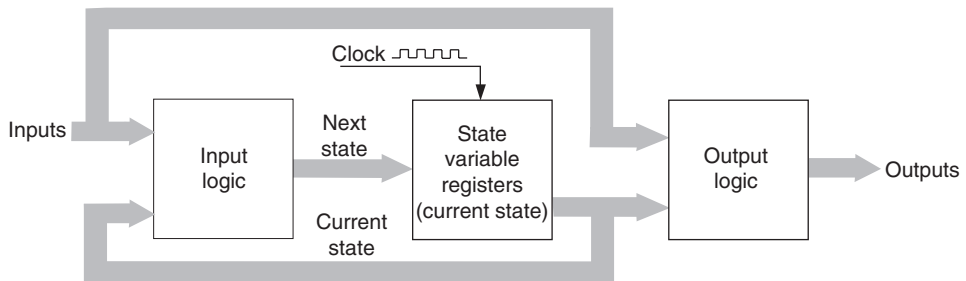 Clock
Inputs
Input
logic
Next
state
State
variable
registers
(current state)
Output
logic
Outputs
Current
state